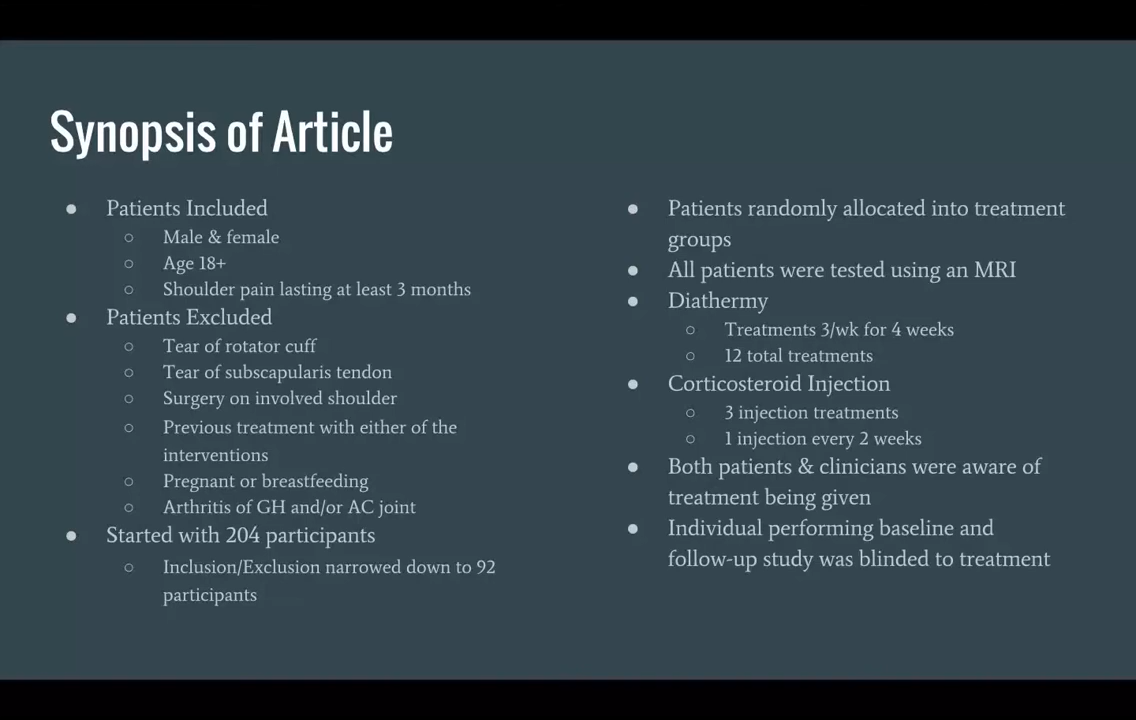 Synopsis of Article
● Patients Included
○ Male & female
○ Age 18+
○ Shoulder pain lasting at least 3 months
● Patients Excluded
○ Tear of rotator cuff
○ Tear of subscapularis tendon
○ Surgery on involved shoulder
○ Previous treatment with either of the
interventions
○ Pregnant or breastfeeding
○ Arthritis of GH and/or AC joint
● Started with 204 participants
○ Inclusion/Exclusion narrowed down to 92
participants
● Patients randomly allocated into treatment
groups
● All patients were tested using an MRI
● Diathermy
○ Treatments 3/wk for 4 weeks
○ 12 total treatments
● Corticosteroid Injection
○ 3 injection treatments
○ 1 injection every 2 weeks
● Both patients & clinicians were aware of
treatment being given
● Individual performing baseline and
follow-up study was blinded to treatment